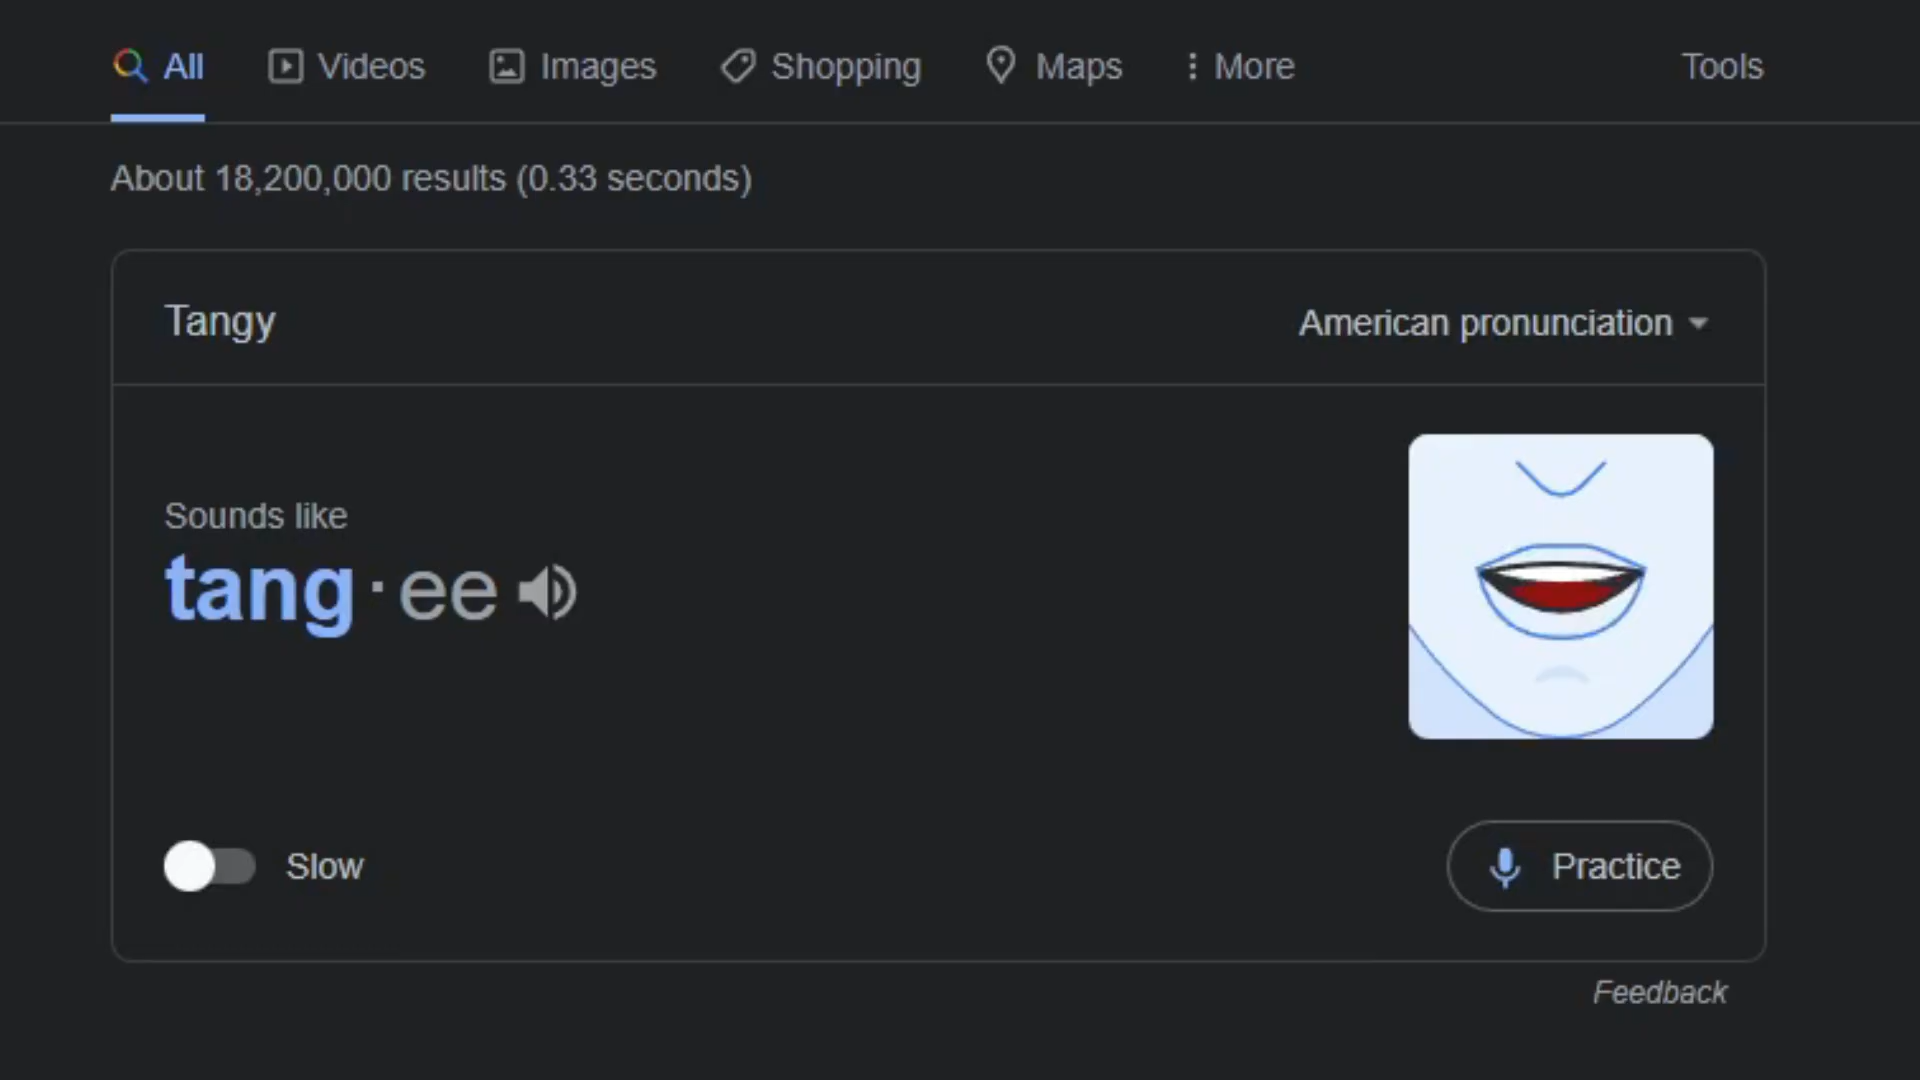 All Videos Images Shopping Maps More Tools
About 18,200,000 results (0.33 seconds)
Tangy American pronunciation
Sounds like
tang · ee
Slow Practice
Feedback